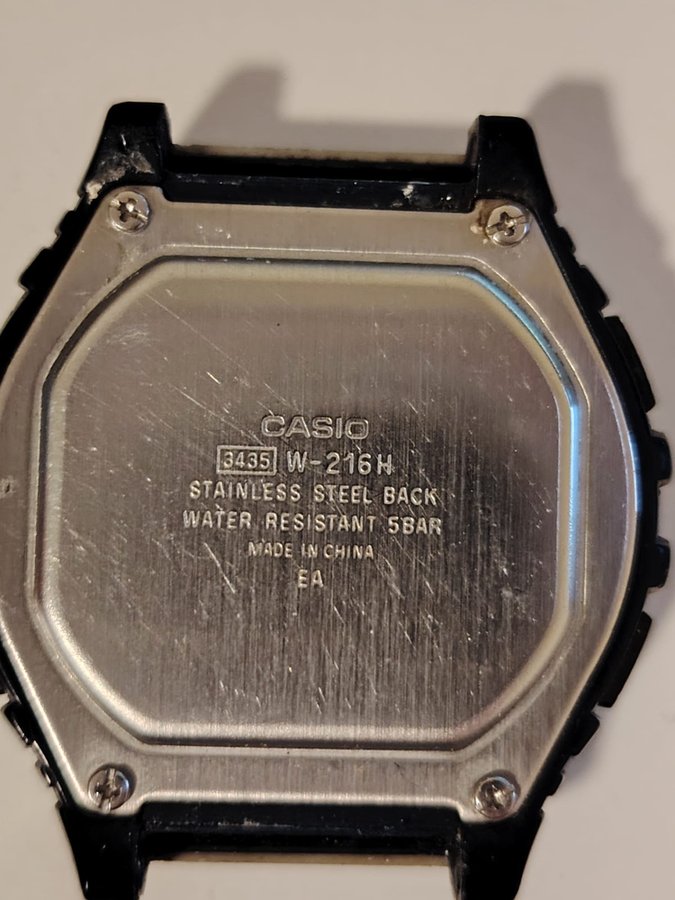 CASIO
3435 W-216H
STAINLESS STEEL BACK
WATER RESISTANT 5BAR
MADE IN CHINA
EA